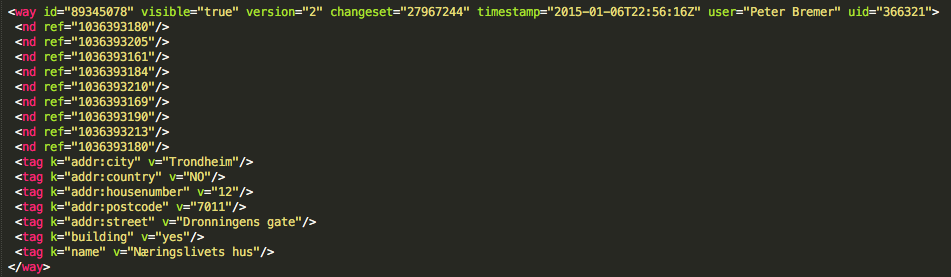 <way id="89345078" visible="true" version="2" changeset="27967244" timestamp="2015-01-06T22:56:16Z" user="Peter Bremer" uid="366321">
<nd ref="1036393180"/>
<nd ref="1036393205"/>
<nd ref="1036393161"/>
<nd ref="1036393184"/>
<nd ref="1036393210"/>
<nd ref="1036393169"/>
<nd ref="1036393190"/>
<nd ref="1036393213"/>
<nd ref="1036393180"/>
<tag k="addr:city" v="Trondheim"/>
<tag k="addr:country" v="NO"/>
<tag k="addr:housenumber" v="12"/>
<tag k="addr:postcode" v="7011"/>
<tag k="addr:street" v="Dronningens gate"/>
<tag k="building" v="yes"/>
<tag k="name" v="Næringslivets hus"/>
</way>